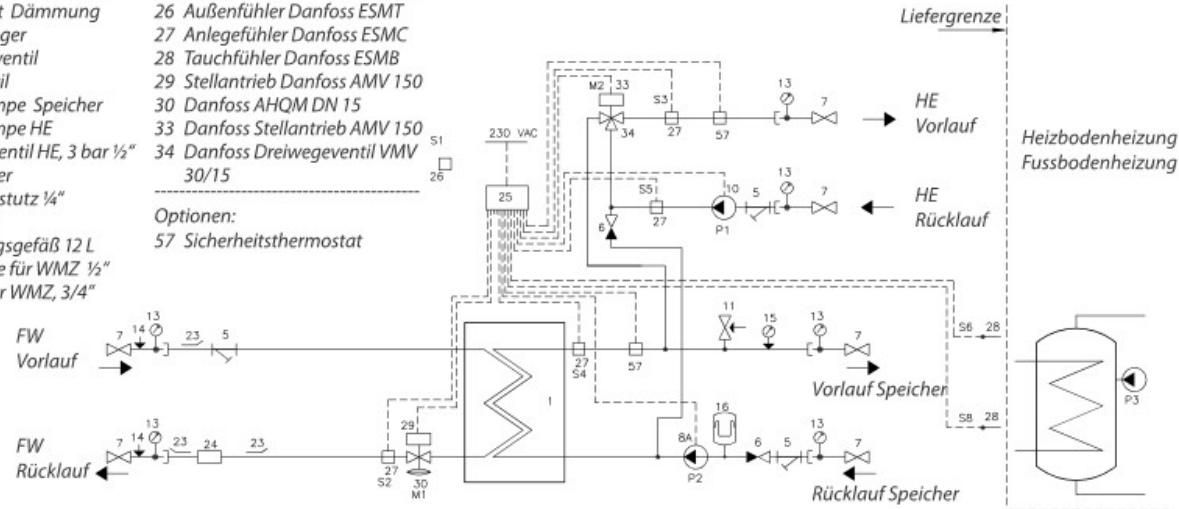 t Dämmung
ger
ventil
il
mpe Speicher
mpe HE
entil HE, 3 bar ½“
er
stutz ¼“
gsgefäß 12 L
e für WMZ ½“
r WMZ, 3/4“
26 Außenfühler Danfoss ESMT
27 Anlegefühler Danfoss ESMC
28 Tauchfühler Danfoss ESMB
29 Stellantrieb Danfoss AMV 150
30 Danfoss AHQM DN 15
33 Danfoss Stellantrieb AMV 150
34 Danfoss Dreiwegeventil VMV
30/15
Optionen:
57 Sicherheitsthermostat
Liefergrenze
M2 33
S3
13
7
HE
Vorlauf
34
27
57
230 VAC
S1
26
25
Heizbodenheizung
Fussbodenheizung
S5
10
5
13
7
HE
Rücklauf
27
P1
6
FW
Vorlauf
7
14
13
23
5
27
S4
57
11
15
13
7
Vorlauf Speicher
S6 28
1
P3
FW
Rücklauf
7
14
13
23
24
23
29
27
S2
30
M1
8A
P2
16
6
5
13
7
Rücklauf Speicher
S8 28